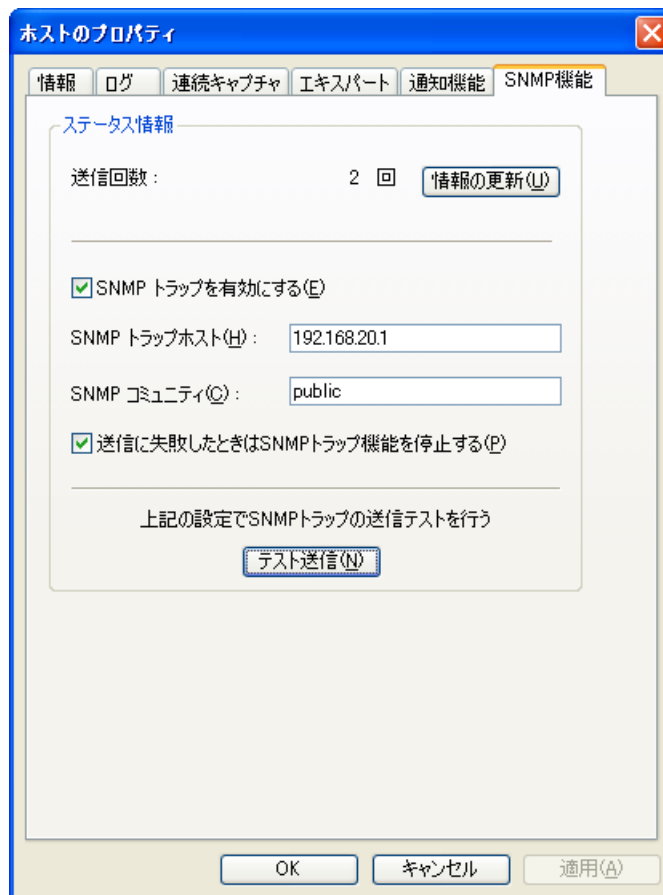 ホストのプロパティ
情報 ログ 連続キャプチャ エキスパート 通知機能 SNMP機能
ステータス情報
送信回数 : 2 回 情報の更新(U)
SNMP トラップを有効にする(E)
SNMP トラップホスト(H) : 192.168.20.1
SNMP コミュニティ(C) : public
送信に失敗したときはSNMPトラップ機能を停止する(P)
上記の設定でSNMPトラップの送信テストを行う
テスト送信(N)
OK キャンセル 適用(A)